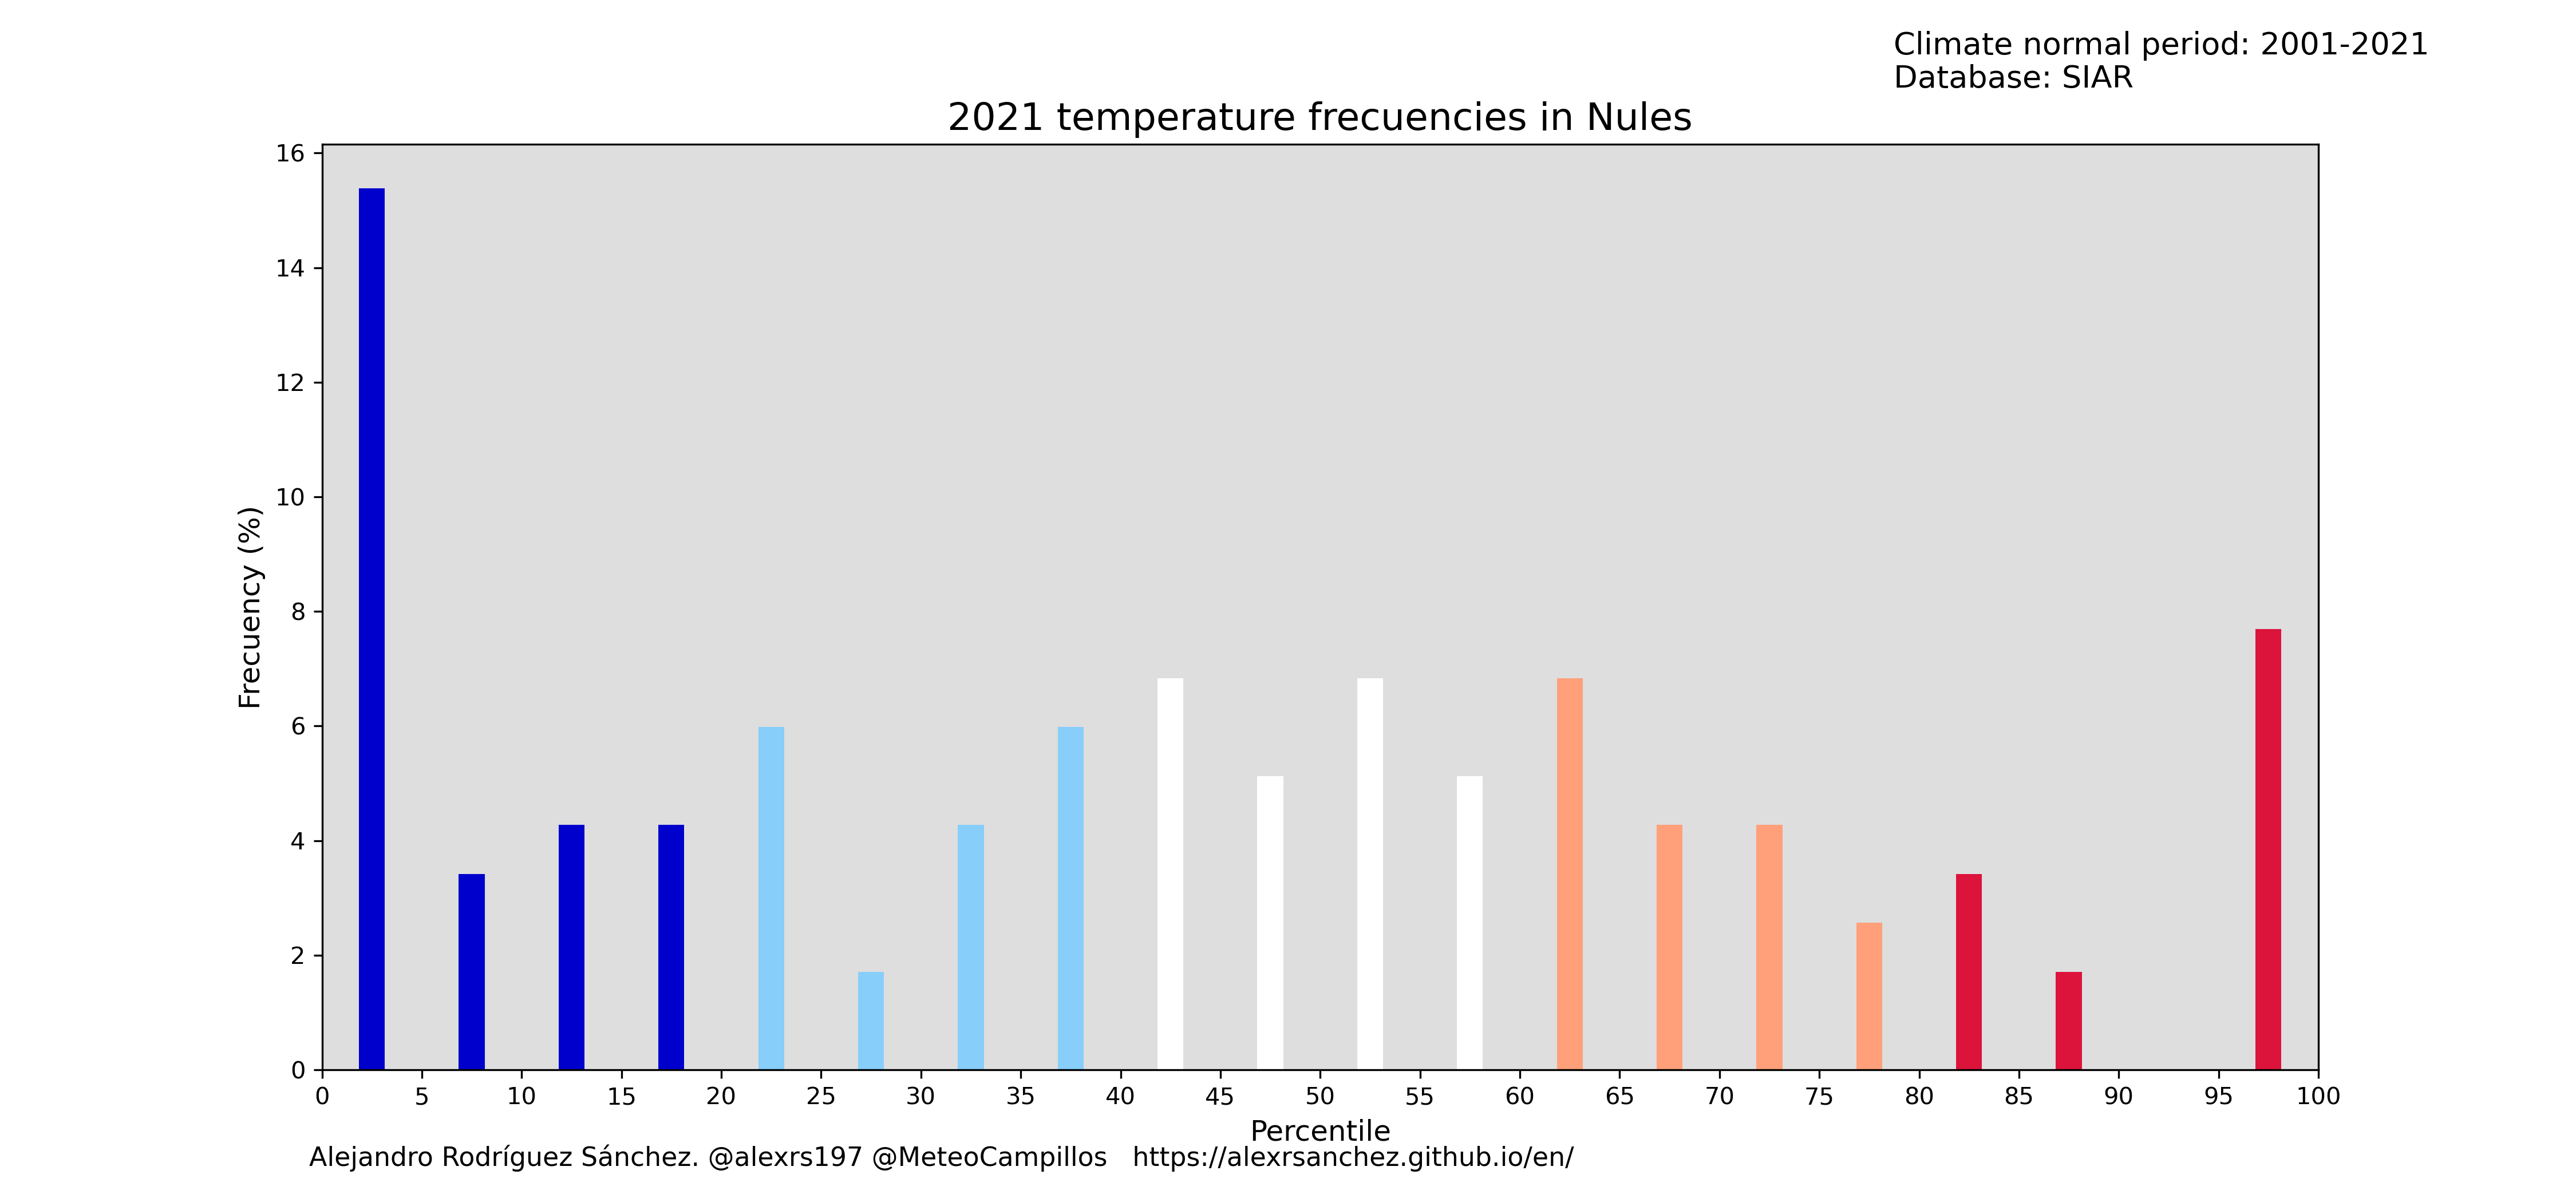 Climate normal period: 2001-2021
Database: SIAR
2021 temperature frecuencies in Nules
16
14
12
10
8
6
4
2
0
Frecuency (%)
0 5 10 15 20 25 30 35 40 45 50 55 60 65 70 75 80 85 90 95 100
Percentile
Alejandro Rodríguez Sánchez. @alexrs197 @MeteoCampillos https://alexrsanchez.github.io/en/